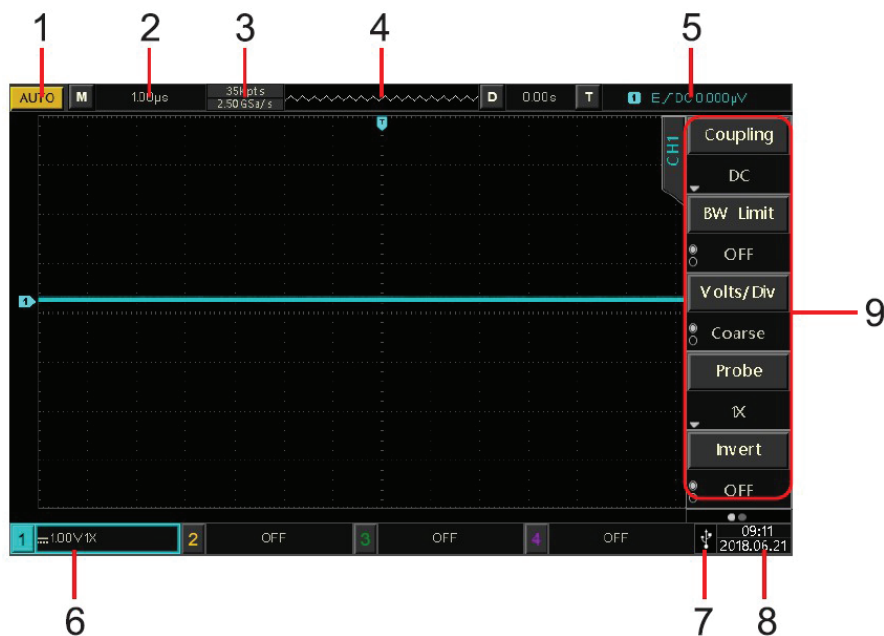 1 2 3 4 5
AUTO M 1.00μs 35Kpts D 0.00s T 1 E DC 0.000μV
2.50GSa/s
T
CH1
Coupling
DC
BW Limit
OFF
Volts/Div
1
Coarse
9
Probe
1X
Invert
OFF
1 1.00V 1X 2 OFF 3 OFF 4 OFF 09:11
2018.06.21
6 7 8